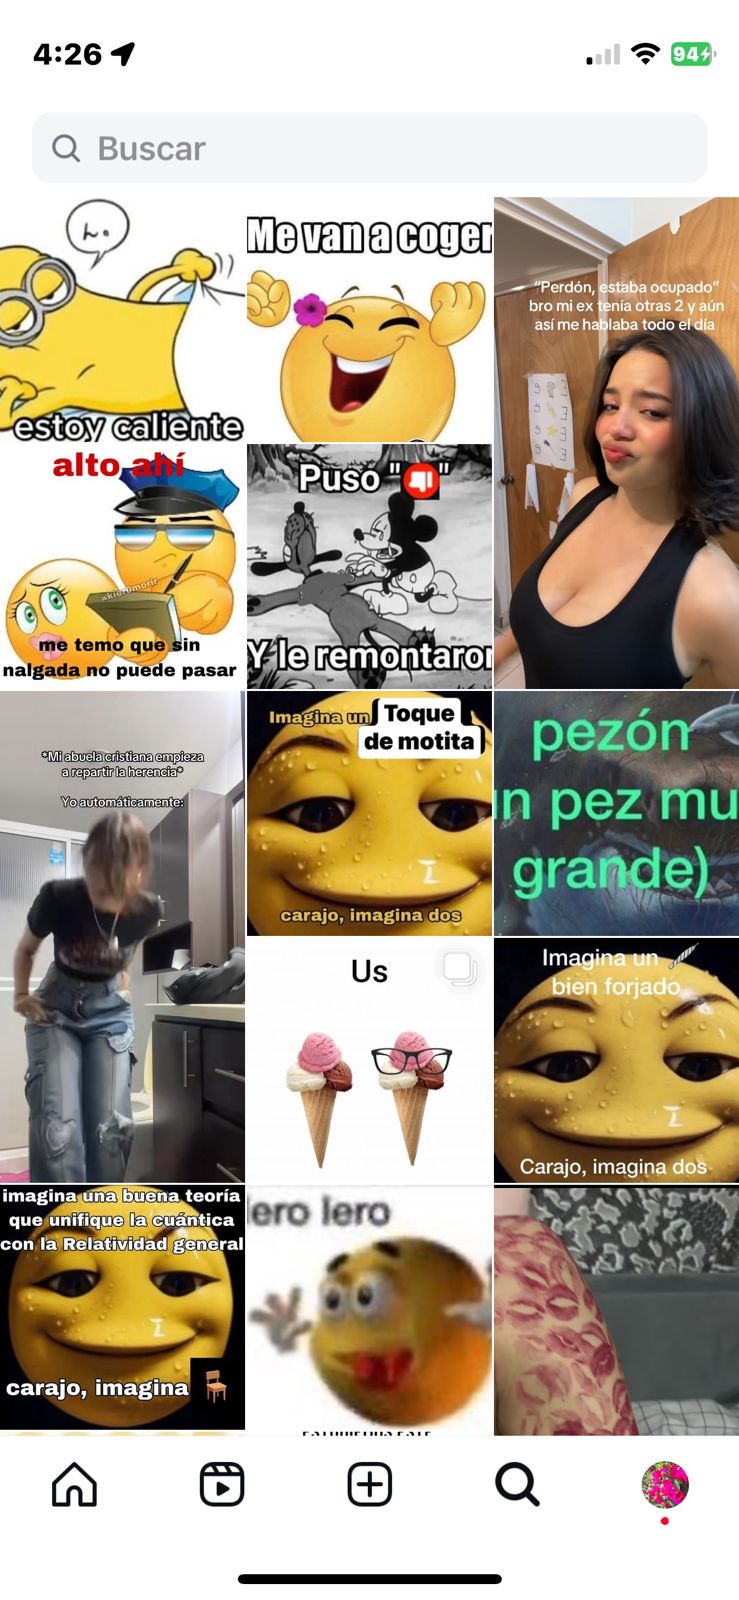 4:26
94
Buscar
h.
estoy caliente
Me van a coger
"Perdón, estaba ocupado"
bro mi ex tenía otras 2 y aún
así me hablaba todo el día
alto ahí
me temo que sin
nalgada no puede pasar
Puso "👎"
Y le remontaron
*Mi abuela cristiana empieza
a repartir la herencia*
Yo automáticamente:
Imagina un Toque
de motita
carajo, imagina dos
pezón
un pez mu
grande)
Us
Imagina un
bien forjado
Carajo, imagina dos
imagina una buena teoría
que unifique la cuántica
con la Relatividad general
carajo, imagina
lero lero